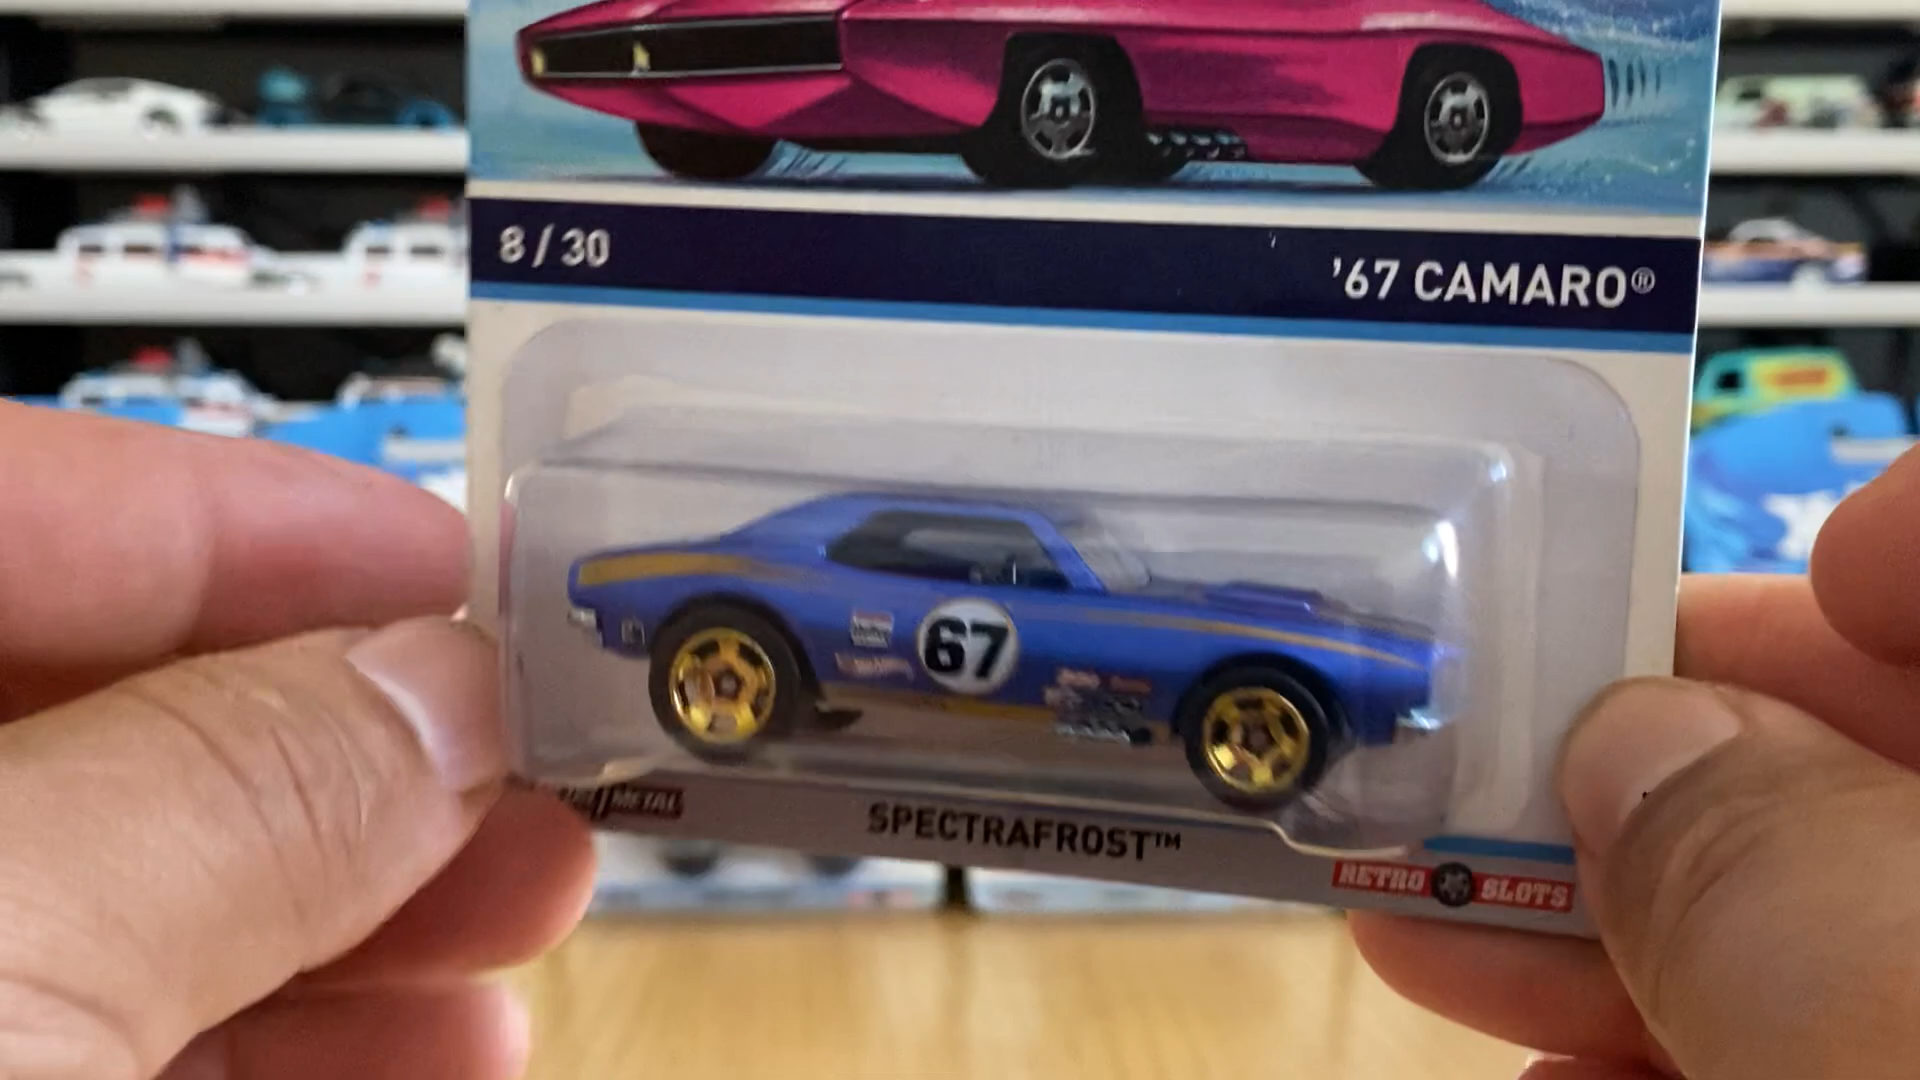 8 / 30
'67 CAMARO®
67
METAL
SPECTRAFROST™
RETRO SLOTS